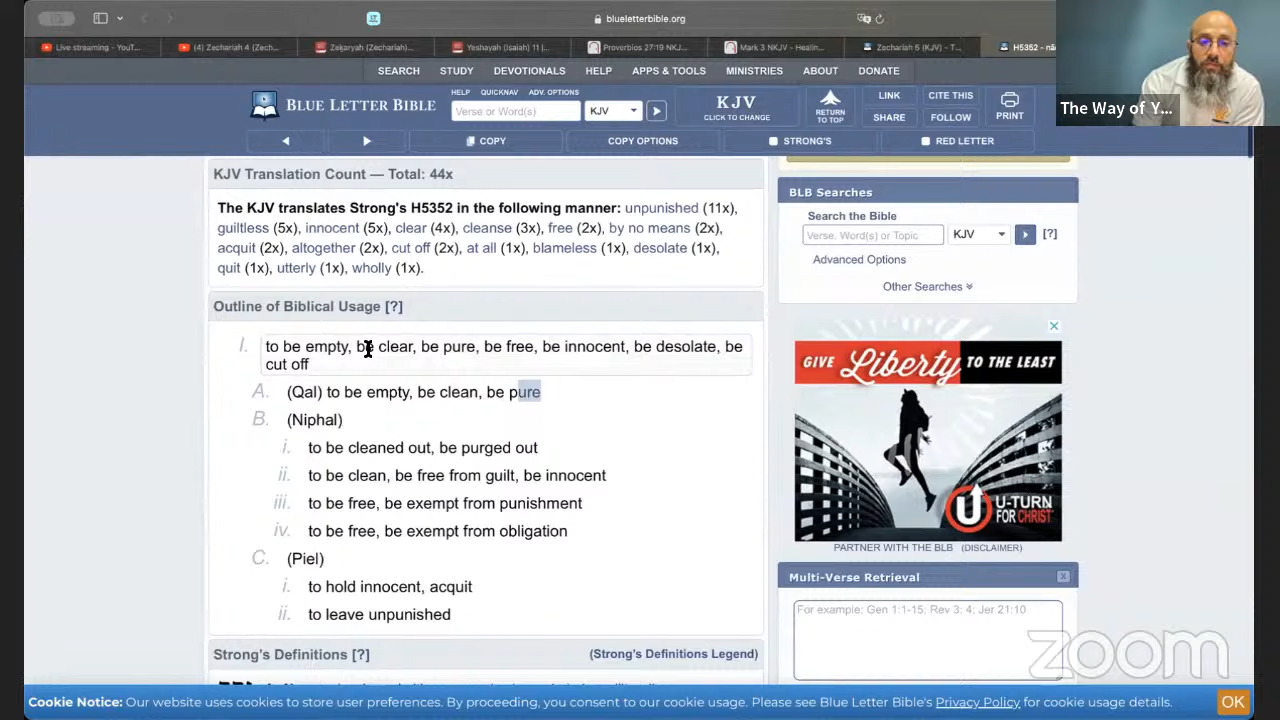 blueletterbible.org
Live streaming - YouT...
(4) Zechariah 4 (Zech...
Zeḵaryah (Zechariah)...
Yeshayah (Isaiah) 11 |...
Proverbios 27:19 NKJ...
Mark 3 NKJV - Healin...
Zechariah 5 (KJV) - T...
The Way of Y...
SEARCH STUDY DEVOTIONALS HELP APPS & TOOLS MINISTRIES ABOUT DONATE
BLUE LETTER BIBLE
HELP QUICKNAV ADV. OPTIONS
Verse or Word(s)
KJV
KJV
CLICK TO CHANGE
RETURN
TO TOP
LINK
CITE THIS
SHARE
FOLLOW
PRINT
COPY
COPY OPTIONS
STRONG'S
RED LETTER
KJV Translation Count — Total: 44x
The KJV translates Strong's H5352 in the following manner: unpunished (11x),
guiltless (5x), innocent (5x), clear (4x), cleanse (3x), free (2x), by no means (2x),
acquit (2x), altogether (2x), cut off (2x), at all (1x), blameless (1x), desolate (1x),
quit (1x), utterly (1x), wholly (1x).
Outline of Biblical Usage [?]
I. to be empty, be clear, be pure, be free, be innocent, be desolate, be
cut off
A. (Qal) to be empty, be clean, be pure
B. (Niphal)
i. to be cleaned out, be purged out
ii. to be clean, be free from guilt, be innocent
iii. to be free, be exempt from punishment
iv. to be free, be exempt from obligation
C. (Piel)
i. to hold innocent, acquit
ii. to leave unpunished
Strong's Definitions [?]
(Strong's Definitions Legend)
BLB Searches
Search the Bible
Verse. Word(s) or Topic
KJV
[?]
Advanced Options
Other Searches
GIVE Liberty TO THE LEAST
U-TURN
FOR CHRIST
PARTNER WITH THE BLB (DISCLAIMER)
Multi-Verse Retrieval
x
For example: Gen 1:1-15; Rev 3: 4; Jer 21:10
zoom
Cookie Notice: Our website uses cookies to store user preferences. By proceeding, you consent to our cookie usage. Please see Blue Letter Bible's Privacy Policy for cookie usage details.
OK